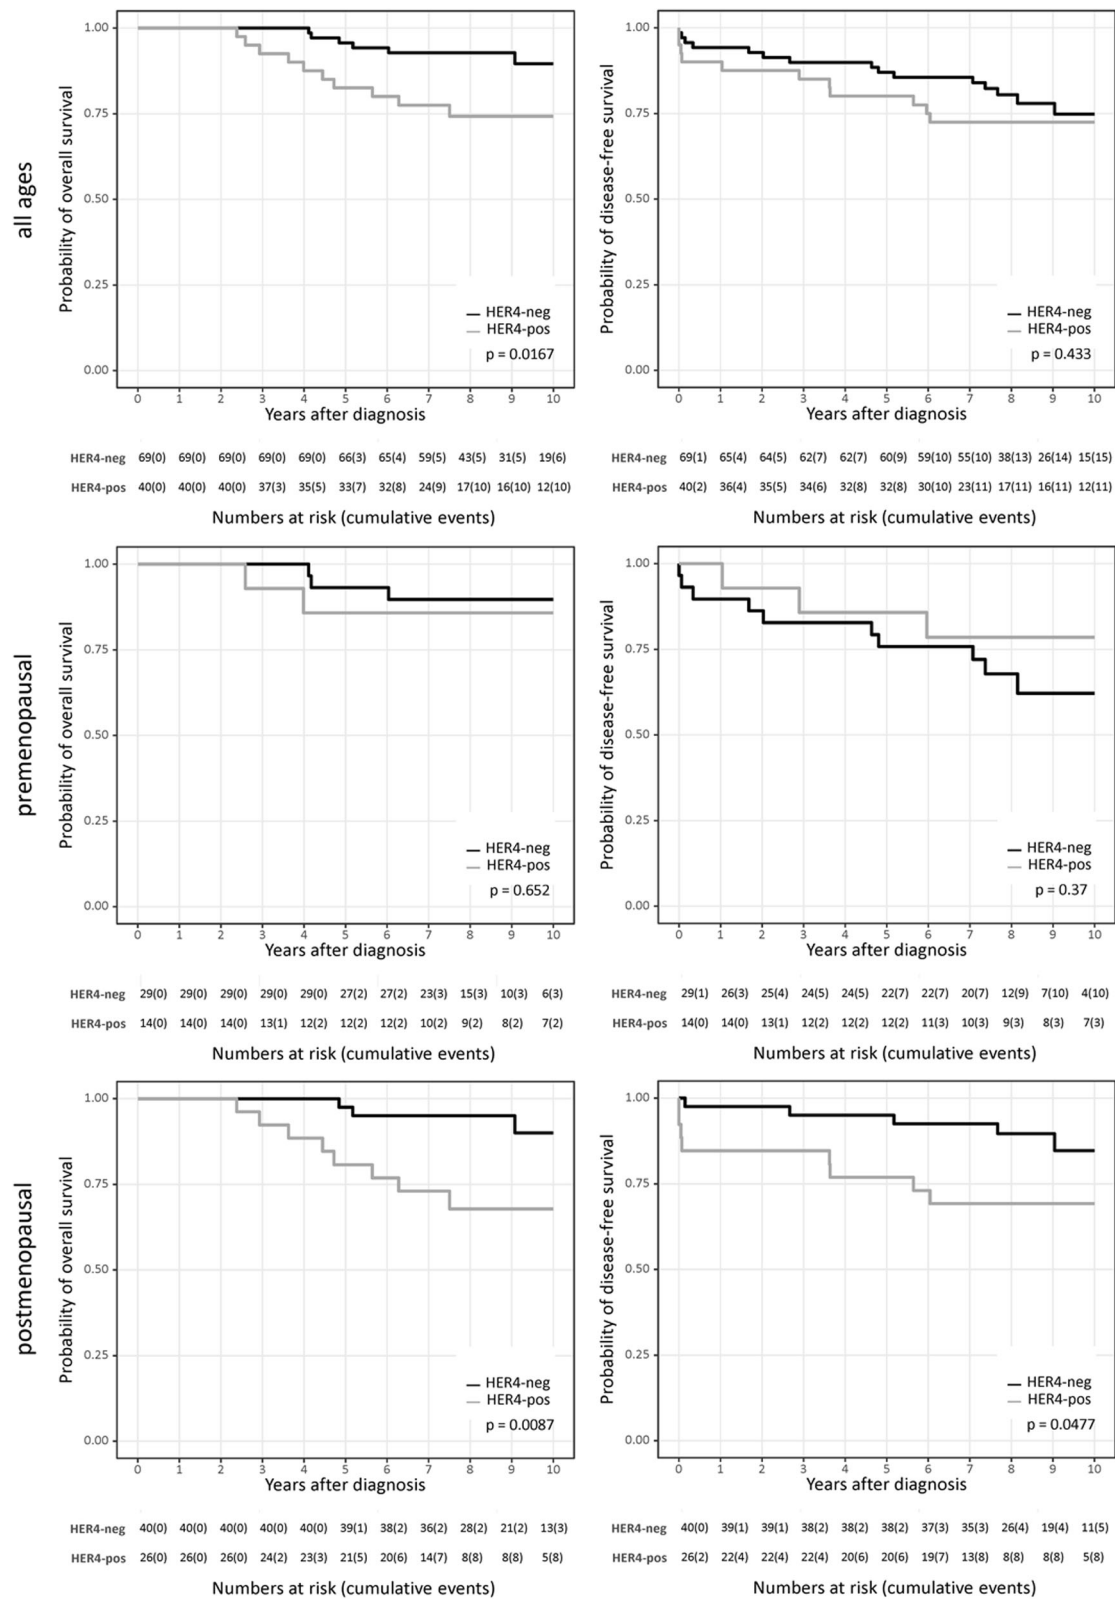 all ages
Probability of overall survival
1.00
0.75
0.50
0.25
0.00
HER4-neg
HER4-pos
p = 0.0167
0 1 2 3 4 5 6 7 8 9 10
Years after diagnosis
HER4-neg 69(0) 69(0) 69(0) 69(0) 69(0) 66(3) 65(4) 59(5) 43(5) 31(5) 19(6)
HER4-pos 40(0) 40(0) 40(0) 37(3) 35(5) 33(7) 32(8) 24(9) 17(10) 16(10) 12(10)
Numbers at risk (cumulative events)
Probability of disease-free survival
1.00
0.75
0.50
0.25
0.00
HER4-neg
HER4-pos
p = 0.433
0 1 2 3 4 5 6 7 8 9 10
Years after diagnosis
69(1) 65(4) 64(5) 62(7) 62(7) 60(9) 59(10) 55(10) 38(13) 26(14) 15(15)
HER4-neg
40(2) 36(4) 35(5) 34(6) 32(8) 32(8) 30(10) 23(11) 17(11) 16(11) 12(11)
HER4-pos
Numbers at risk (cumulative events)
premenopausal
Probability of overall survival
1.00
0.75
0.50
0.25
0.00
HER4-neg
HER4-pos
p = 0.652
0 1 2 3 4 5 6 7 8 9 10
Years after diagnosis
HER4-neg 29(0) 29(0) 29(0) 29(0) 29(0) 27(2) 27(2) 23(3) 15(3) 10(3) 6(3)
HER4-pos 14(0) 14(0) 14(0) 13(1) 12(2) 12(2) 12(2) 10(2) 9(2) 8(2) 7(2)
Numbers at risk (cumulative events)
Probability of disease-free survival
1.00
0.75
0.50
0.25
0.00
HER4-neg
HER4-pos
p = 0.37
0 1 2 3 4 5 6 7 8 9 10
Years after diagnosis
HER4-neg 29(1) 26(3) 25(4) 24(5) 24(5) 22(7) 22(7) 20(7) 12(9) 7(10) 4(10)
HER4-pos 14(0) 14(0) 13(1) 12(2) 12(2) 12(2) 11(3) 10(3) 9(3) 8(3) 7(3)
Numbers at risk (cumulative events)
postmenopausal
Probability of overall survival
1.00
0.75
0.50
0.25
0.00
HER4-neg
HER4-pos
p = 0.0087
0 1 2 3 4 5 6 7 8 9 10
Years after diagnosis
HER4-neg 40(0) 40(0) 40(0) 40(0) 40(0) 39(1) 38(2) 36(2) 28(2) 21(2) 13(3)
HER4-pos 26(0) 26(0) 26(0) 24(2) 23(3) 21(5) 20(6) 14(7) 8(8) 8(8) 5(8)
Numbers at risk (cumulative events)
Probability of disease-free survival
1.00
0.75
0.50
0.25
0.00
HER4-neg
HER4-pos
p = 0.0477
0 1 2 3 4 5 6 7 8 9 10
Years after diagnosis
HER4-neg 40(0) 39(1) 39(1) 38(2) 38(2) 38(2) 37(3) 35(3) 26(4) 19(4) 11(5)
HER4-pos 26(2) 22(4) 22(4) 22(4) 20(6) 20(6) 19(7) 13(8) 8(8) 8(8) 5(8)
Numbers at risk (cumulative events)